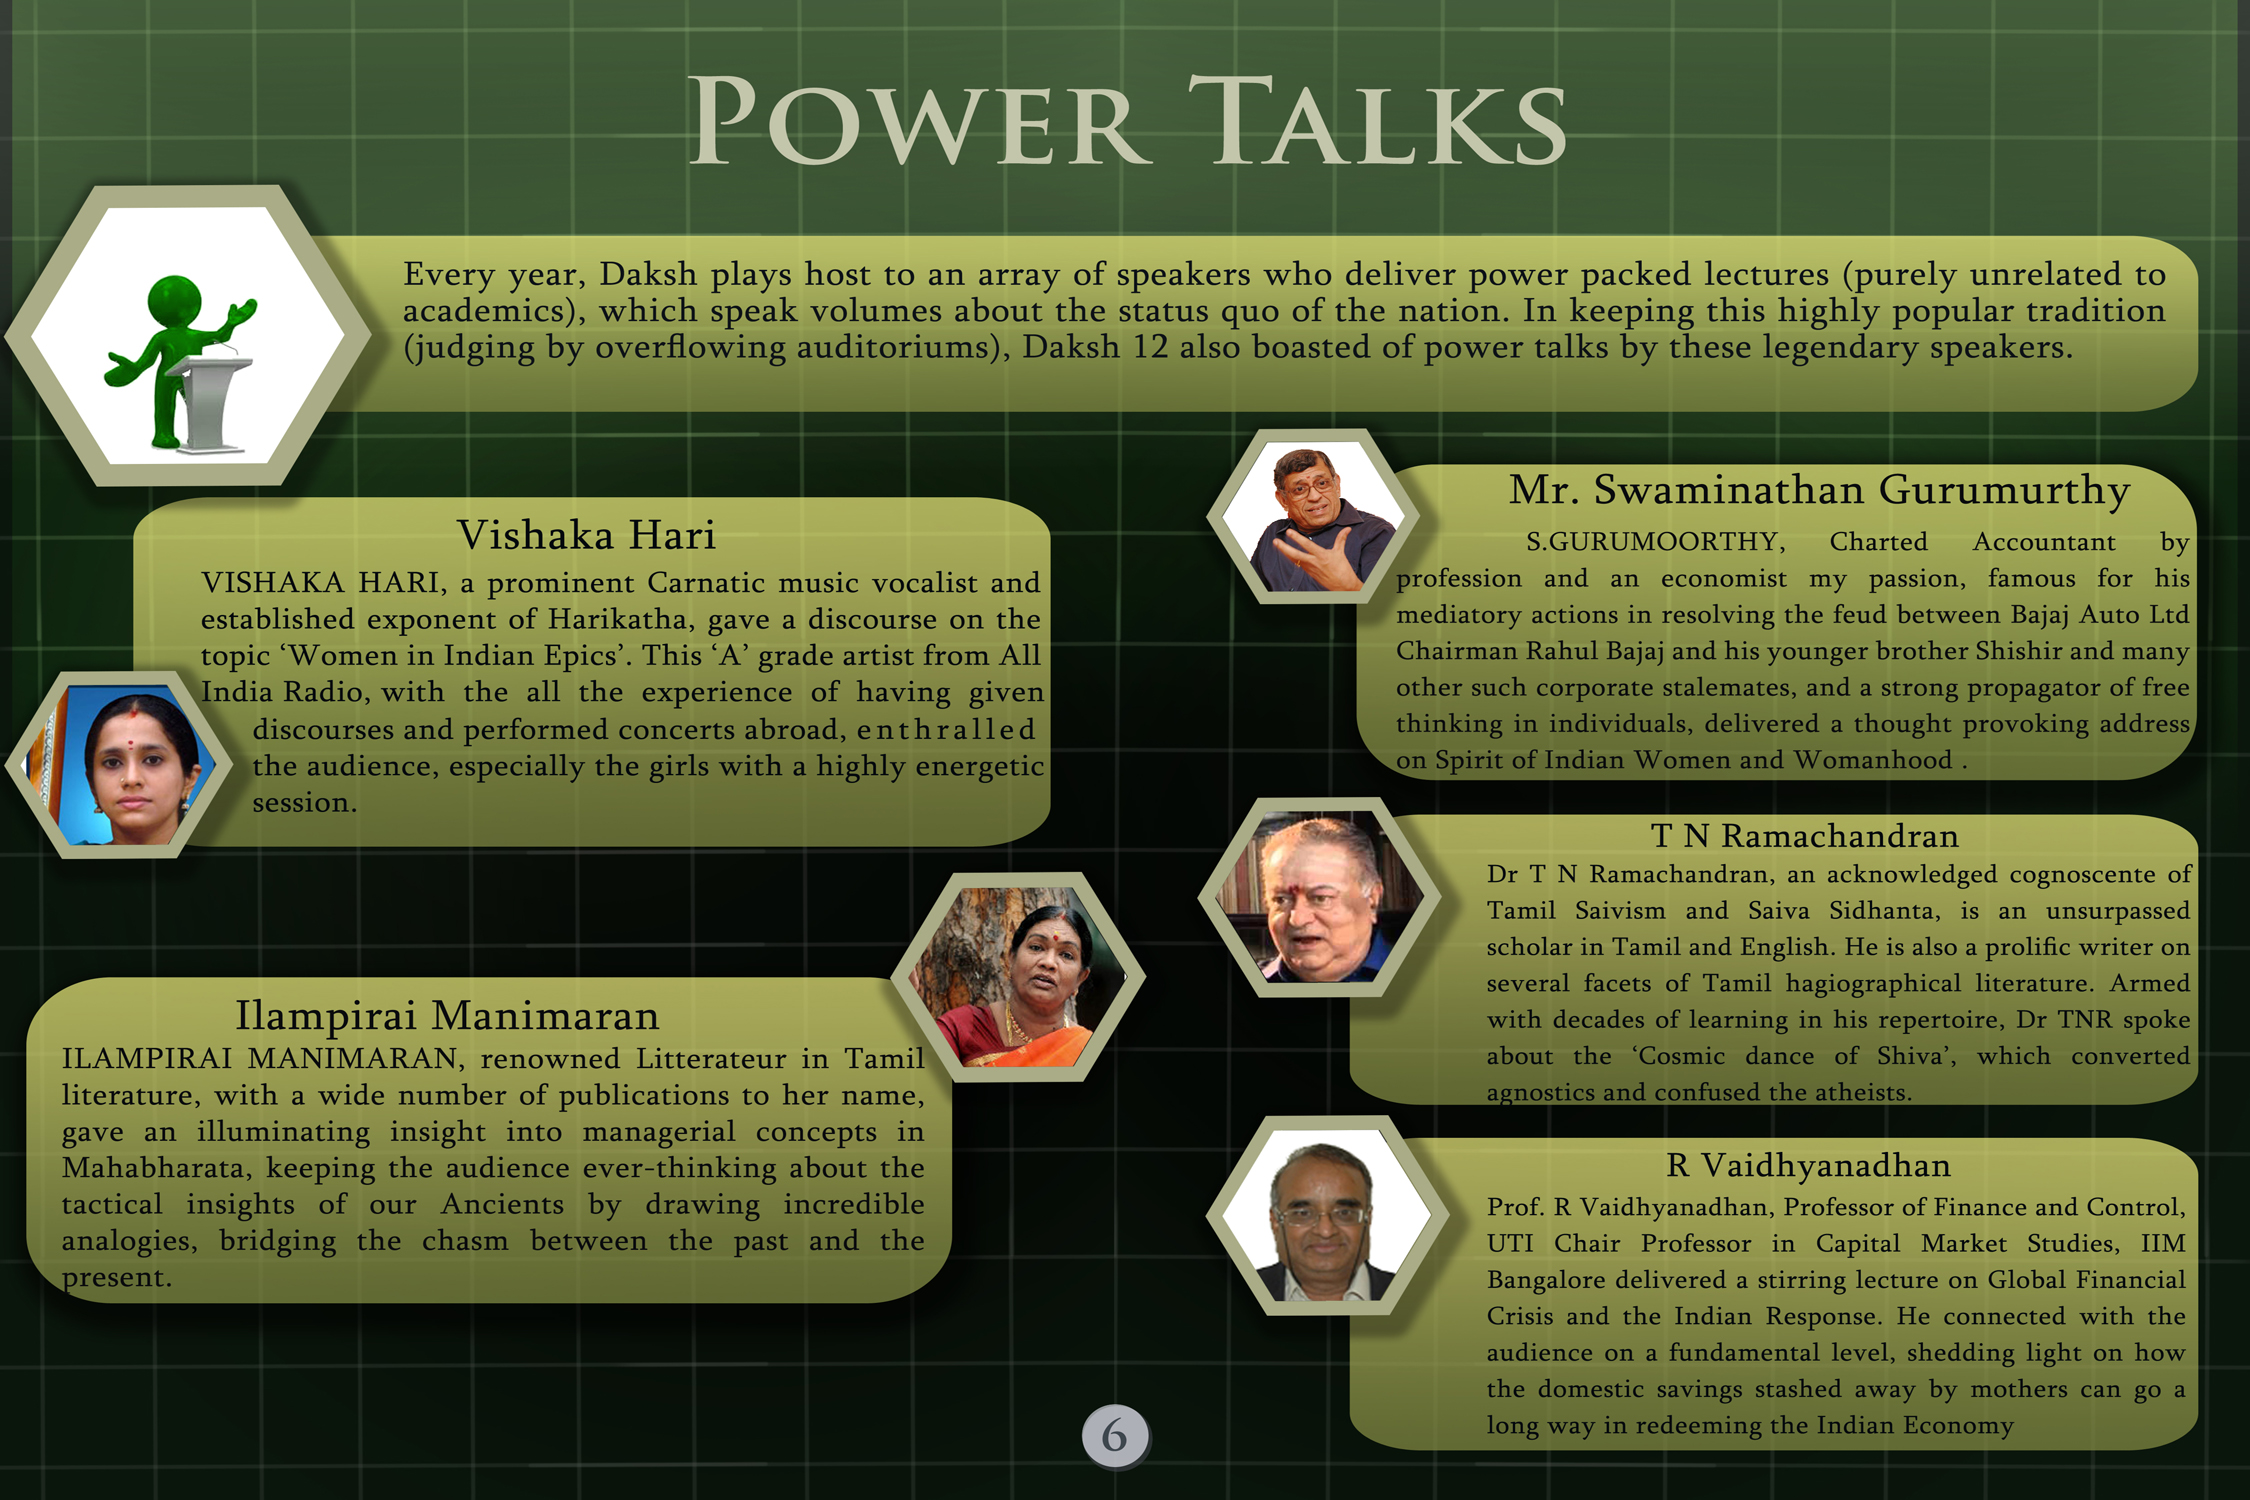 POWER TALKS
Every year, Daksh plays host to an array of speakers who deliver power packed lectures (purely unrelated to
academics), which speak volumes about the status quo of the nation. In keeping this highly popular tradition
(judging by overflowing auditoriums), Daksh 12 also boasted of power talks by these legendary speakers.
Vishaka Hari
VISHAKA HARI, a prominent Carnatic music vocalist and
established exponent of Harikatha, gave a discourse on the
topic ‘Women in Indian Epics’. This ‘A’ grade artist from All
India Radio, with the all the experience of having given
discourses and performed concerts abroad, enthralled
the audience, especially the girls with a highly energetic
session.
Ilampirai Manimaran
ILAMPIRAI MANIMARAN, renowned Litterateur in Tamil
literature, with a wide number of publications to her name,
gave an illuminating insight into managerial concepts in
Mahabharata, keeping the audience ever-thinking about the
tactical insights of our Ancients by drawing incredible
analogies, bridging the chasm between the past and the
present.
Mr. Swaminathan Gurumurthy
S.GURUMOORTHY, Charted Accountant by
profession and an economist my passion, famous for his
mediatory actions in resolving the feud between Bajaj Auto Ltd
Chairman Rahul Bajaj and his younger brother Shishir and many
other such corporate stalemates, and a strong propagator of free
thinking in individuals, delivered a thought provoking address
on Spirit of Indian Women and Womanhood .
T N Ramachandran
Dr T N Ramachandran, an acknowledged cognoscente of
Tamil Saivism and Saiva Sidhanta, is an unsurpassed
scholar in Tamil and English. He is also a prolific writer on
several facets of Tamil hagiographical literature. Armed
with decades of learning in his repertoire, Dr TNR spoke
about the ‘Cosmic dance of Shiva’, which converted
agnostics and confused the atheists.
R Vaidhyanadhan
Prof. R Vaidhyanadhan, Professor of Finance and Control,
UTI Chair Professor in Capital Market Studies, IIM
Bangalore delivered a stirring lecture on Global Financial
Crisis and the Indian Response. He connected with the
audience on a fundamental level, shedding light on how
the domestic savings stashed away by mothers can go a
long way in redeeming the Indian Economy
6